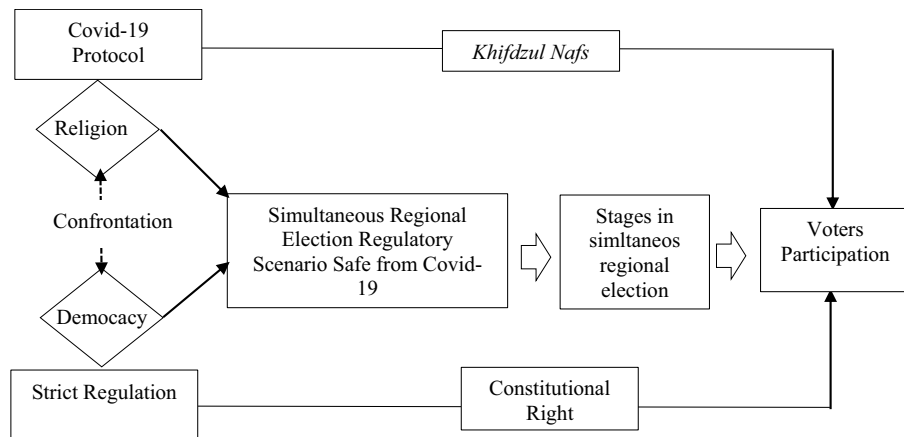 Covid-19
Protocol
Khifdzul Nafs
Religion
Confrontation
Democacy
Simultaneous Regional
Election Regulatory
Scenario Safe from Covid-
19
Stages in
simltaneos
regional
election
Voters
Participation
Strict Regulation
Constitutional
Right